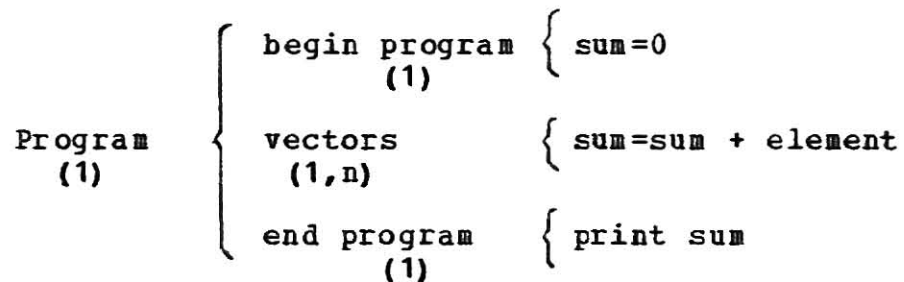 begin program { sum=0
(1)
Program { vectors { sum=sum + element
(1) (1,n)
end program { print sum
(1)